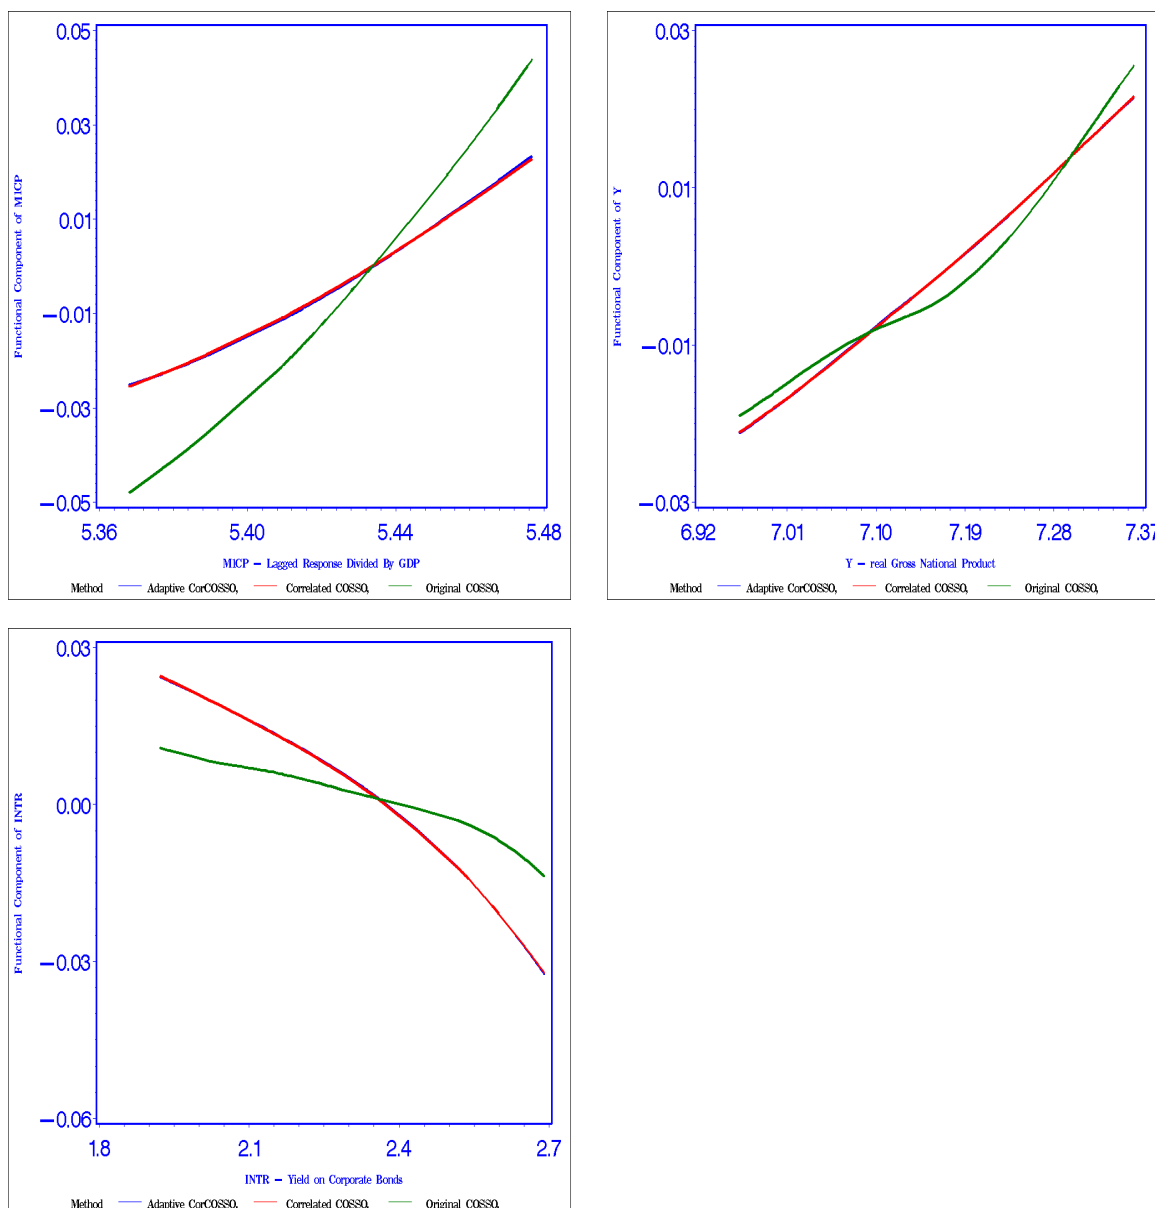 0.05
0.03
0.01
−0.01
−0.03
−0.05
Functional Component of M1CP
5.36 5.40 5.44 5.48
M1CP − Lagged Response Divided By GDP
Method Adaptive CorCOSSO, Correlated COSSO, Original COSSO,
0.03
0.01
−0.01
−0.03
Functional Component of Y
6.92 7.01 7.10 7.19 7.28 7.37
Y − real Gross National Product
Method Adaptive CorCOSSO, Correlated COSSO, Original COSSO,
0.03
0.00
−0.03
−0.06
Functional Component of INTR
1.8 2.1 2.4 2.7
INTR − Yield on Corporate Bonds
Method Adaptive CorCOSSO, Correlated COSSO, Original COSSO,